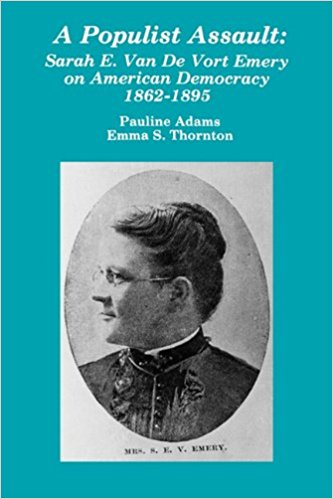 A Populist Assault:
Sarah E. Van De Vort Emery
on American Democracy
1862-1895
Pauline Adams
Emma S. Thornton
MRS. S. E. V. EMERY.